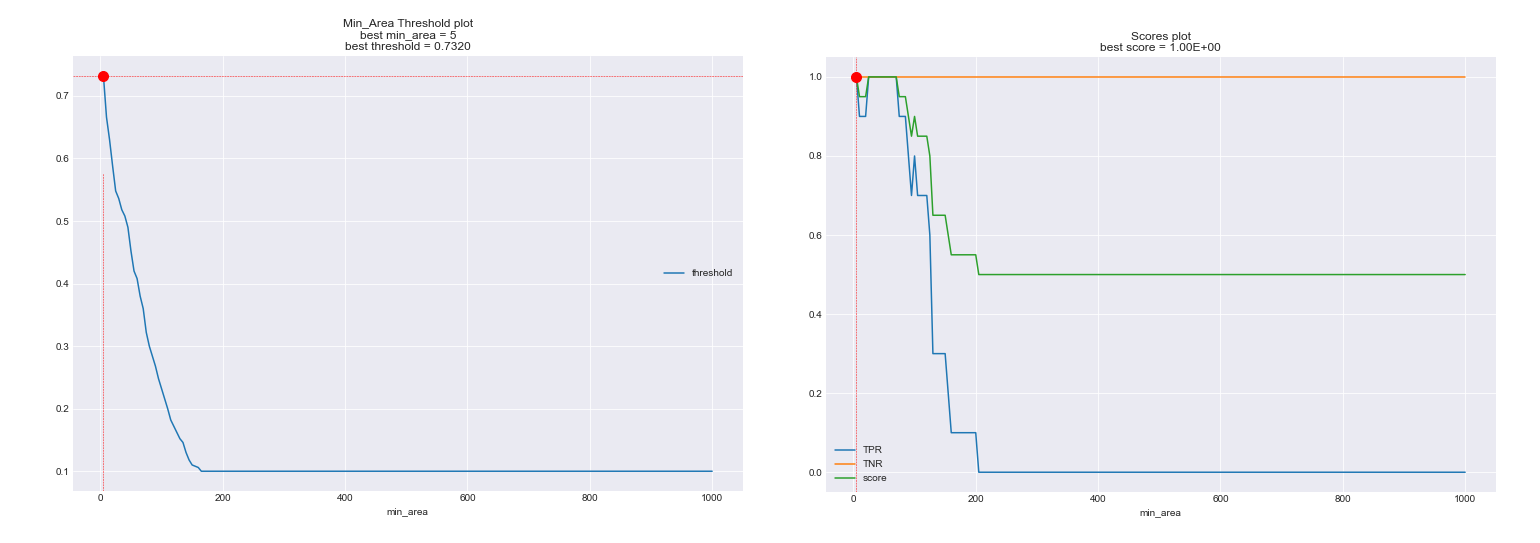 Min_Area Threshold plot
best min_area = 5
best threshold = 0.7320
0.7
0.6
0.5
0.4
0.3
0.2
0.1
threshold
0 200 400 600 800 1000
min_area
Scores plot
best score = 1.00E+00
1.0
0.8
0.6
0.4
0.2
0.0
TPR
TNR
score
0 200 400 600 800 1000
min_area